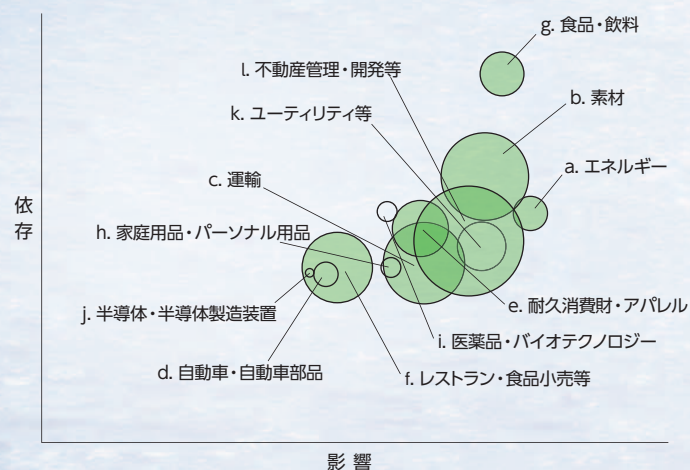 g. 食品・飲料
l. 不動産管理・開発等
b. 素材
k. ユーティリティ等
a. エネルギー
c. 運輸
依存
h. 家庭用品・パーソナル用品
e. 耐久消費財・アパレル
j. 半導体・半導体製造装置
i. 医薬品・バイオテクノロジー
d. 自動車・自動車部品
f. レストラン・食品小売等
影響